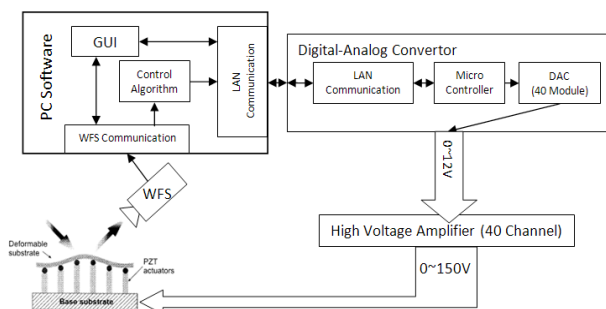 PC Software
GUI
Control
Algorithm
LAN
Communication
WFS Communication
WFS
Digital-Analog Convertor
LAN
Communication
Micro
Controller
DAC
(40 Module)
0~12V
High Voltage Amplifier (40 Channel)
0~150V
Deformable
substrate
PZT
actuators
Base substrate